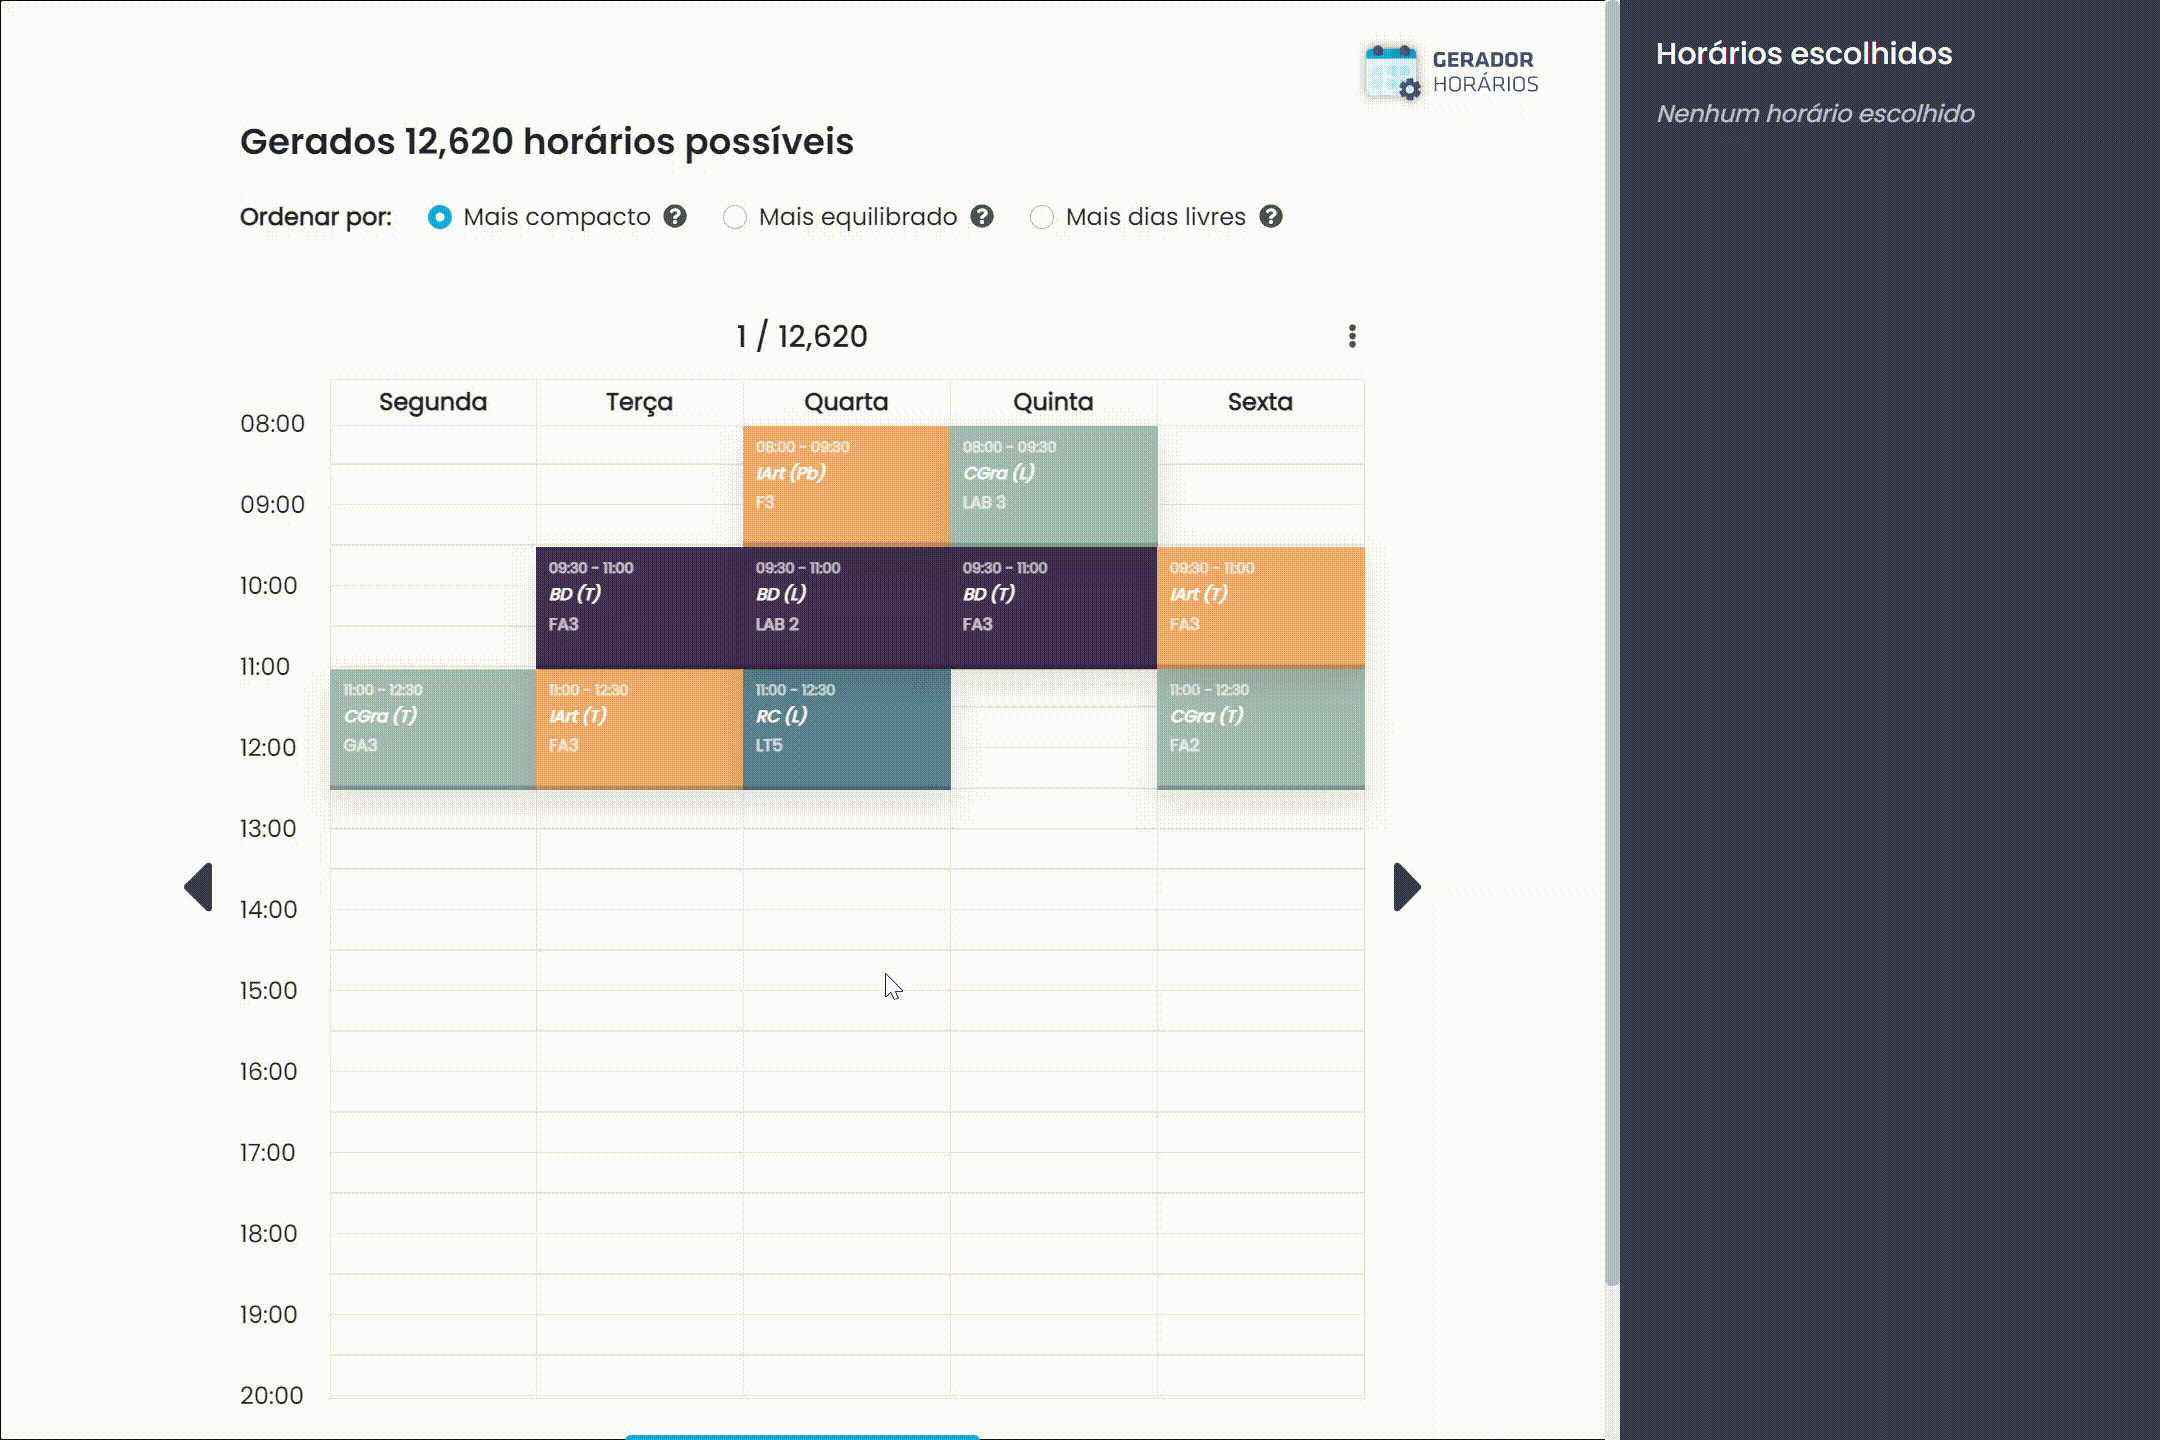 GERADOR
HORÁRIOS
Horários escolhidos
Nenhum horário escolhido
Gerados 12,620 horários possíveis
Ordenar por: Mais compacto ? Mais equilibrado ? Mais dias livres ?
1 / 12,620
Segunda Terça Quarta Quinta Sexta
08:00
08:00 - 09:30
IArt (Pb)
F3
08:00 - 09:30
CGra (L)
LAB 3
09:00
09:30 - 11:00
BD (T)
FA3
09:30 - 11:00
BD (L)
LAB 2
09:30 - 11:00
BD (T)
FA3
09:30 - 11:00
IArt (T)
FA3
10:00
11:00
11:00 - 12:30
CGra (T)
GA3
11:00 - 12:30
IArt (T)
FA3
11:00 - 12:30
RC (L)
LT5
11:00 - 12:30
CGra (T)
FA2
12:00
13:00
14:00
15:00
16:00
17:00
18:00
19:00
20:00